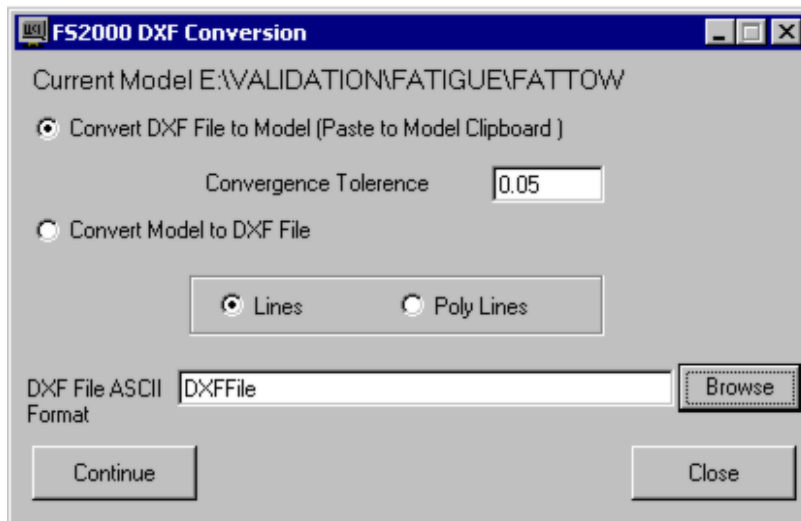 FS2000 DXF Conversion
Current Model E:\VALIDATION\FATIGUE\FATTOW
Convert DXF File to Model (Paste to Model Clipboard )
Convergence Tolerence 0.05
Convert Model to DXF File
Lines Poly Lines
DXF File ASCII Format DXFFile Browse
Continue Close